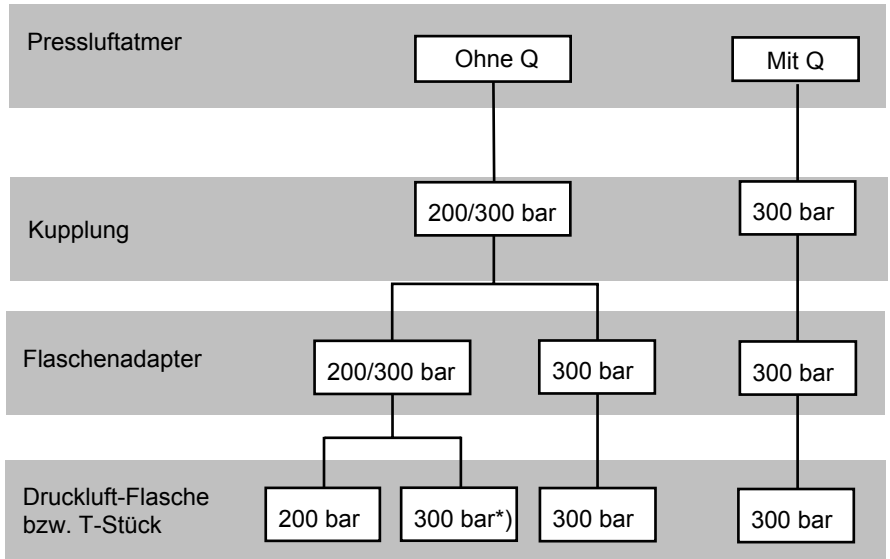 Pressluftatmer
Ohne Q
Mit Q
Kupplung
200/300 bar
300 bar
Flaschenadapter
200/300 bar
300 bar
300 bar
Druckluft-Flasche
bzw. T-Stück
200 bar
300 bar*)
300 bar
300 bar